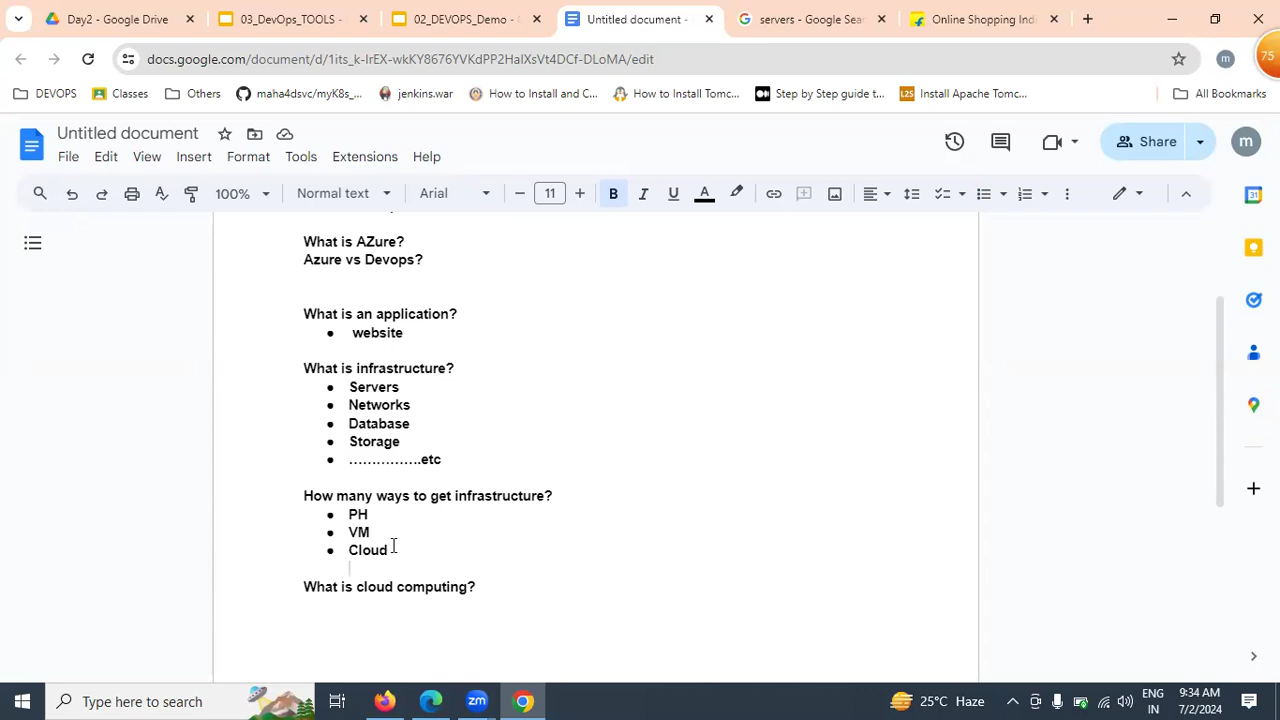 Day2 - Google Drive
03_DevOps_TOOLS -
02_DEVOPS_Demo -
Untitled document -
servers - Google Sea
Online Shopping Ind
docs.google.com/document/d/1its_k-IrEX-wkKY8676YVKdPP2HaIXsVt4DCf-DLoMA/edit
m
75
DEVOPS
Classes
Others
maha4dsvc/myK8s_...
jenkins.war
How to Install and C...
How to Install Tomc...
Step by Step guide t...
L2S
Install Apache Tomc...
All Bookmarks
Untitled document
Share
m
File Edit View Insert Format Tools Extensions Help
100% Normal text Arial 11 B I U A
31
What is AZure?
Azure vs Devops?
What is an application?
● website
What is infrastructure?
● Servers
● Networks
● Database
● Storage
● …………….etc
How many ways to get infrastructure?
● PH
● VM
● Cloud
What is cloud computing?
Type here to search
zm
25°C Haze
ENG
IN
9:34 AM
7/2/2024